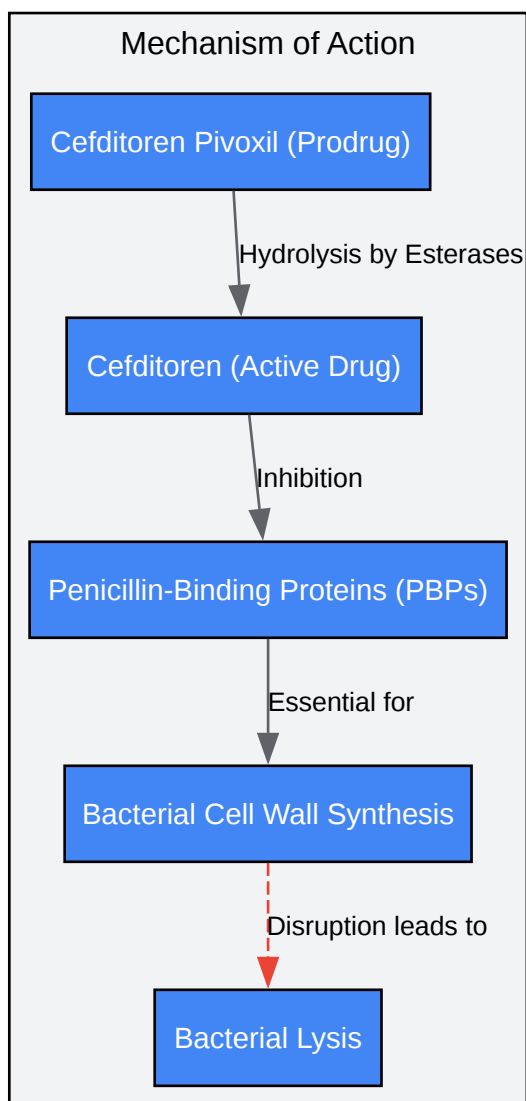 Mechanism of Action
Cefditoren Pivoxil (Prodrug)
Hydrolysis by Esterases
Cefditoren (Active Drug)
Inhibition
Penicillin-Binding Proteins (PBPs)
Essential for
Bacterial Cell Wall Synthesis
Disruption leads to
Bacterial Lysis